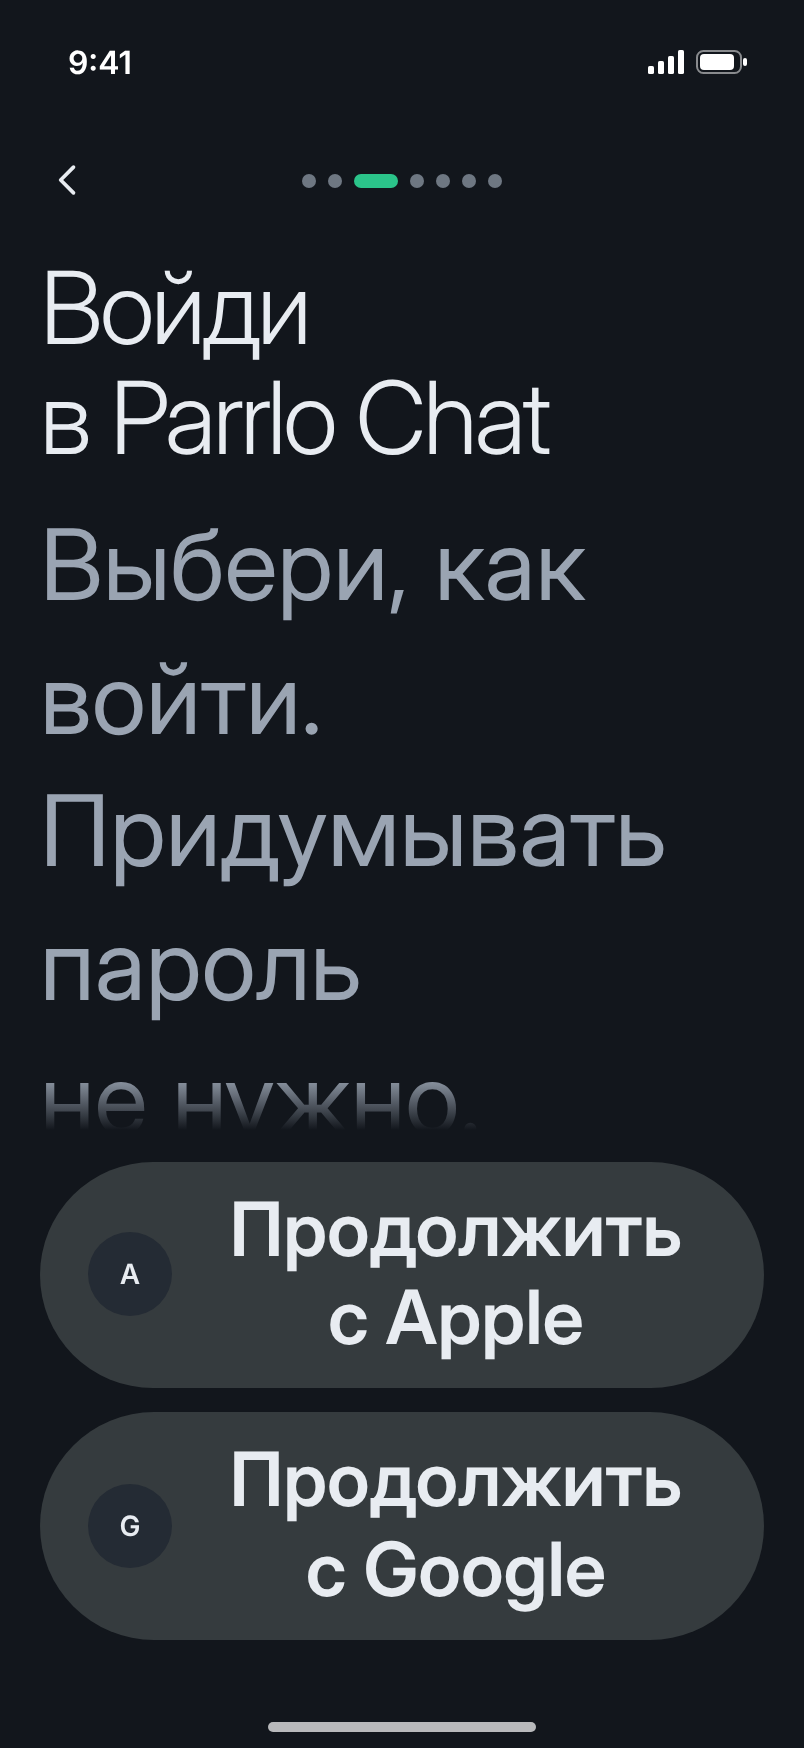 9:41
Войди
в Parrlo Chat
Выбери, как
войти.
Придумывать
пароль
не нужно.
A
Продолжить
с Apple
G
Продолжить
с Google